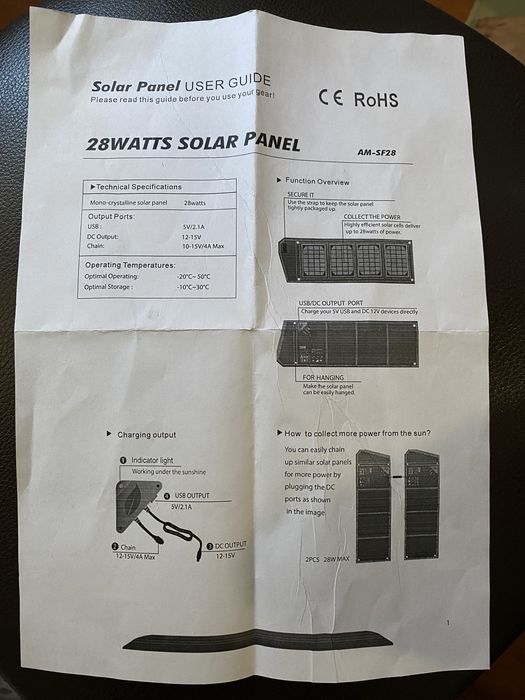 Solar Panel USER GUIDE
Please read this guide before you use your gear!
CE RoHS
28WATTS SOLAR PANEL
AM-SF28
▶Technical Specifications
Mono-crystalline solar panel 28watts
Output Ports:
USB: 5V/2.1A
DC Output: 12-15V
Chain: 10-15V/4A Max
Operating Temperatures:
Optimal Operating: -20°C~ 50°C
Optimal Storage: -10°C~30°C
▶ Function Overview
SECURE IT
Use the strap to keep the solar panel
tightly packaged up.
COLLECT THE POWER
Highly efficient solar cells deliver
up to 28watts of power.
USB/DC OUTPUT PORT
Charge your 5V USB and DC 12V devices directly
FOR HANGING
Make the solar panel
can be easily hanged.
▶ Charging output
1 Indicator light
Working under the sunshine
4 USB OUTPUT
5V/2.1A
2 Chain
12-15V/4A Max
3 DC OUTPUT
12-15V
▶ How to collect more power from the sun?
You can easily chain
up similar solar panels
for more power by
plugging the DC
ports as shown
in the image.
2PCS 28W MAX
1